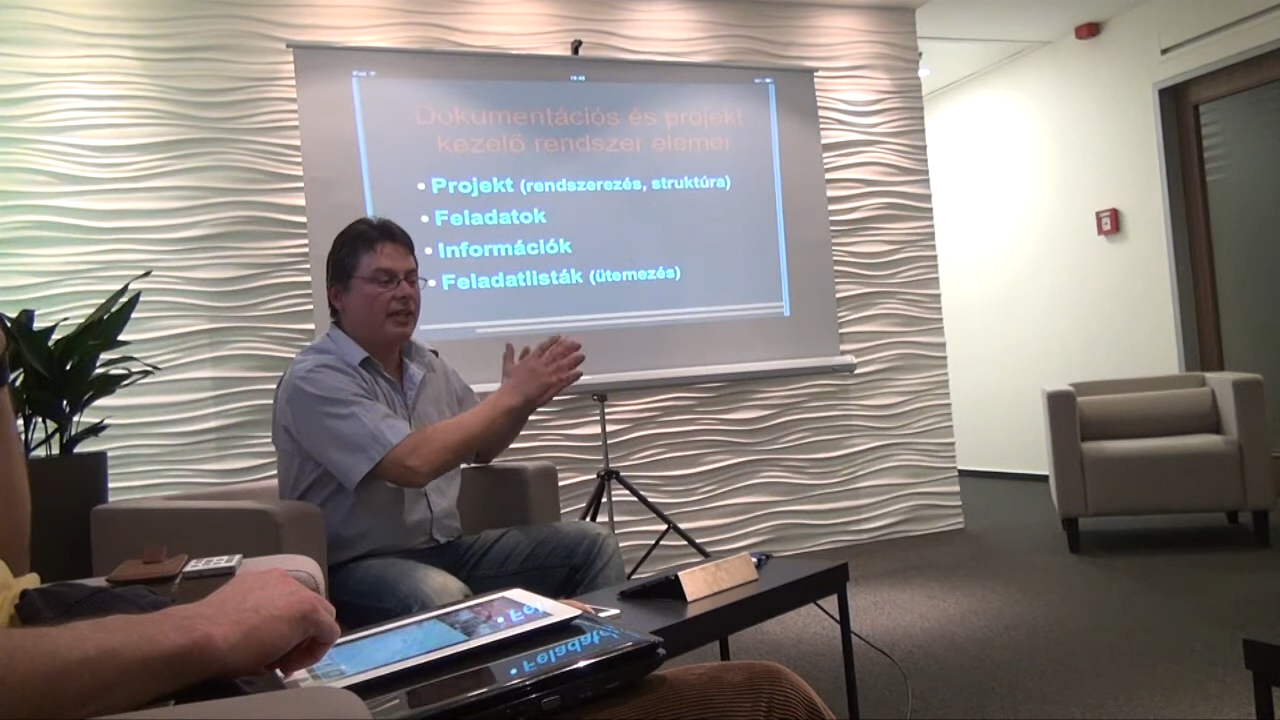 Dokumentációs és projekt
kezelő rendszer elemei
• Projekt (rendszerezés, struktúra)
• Feladatok
• Információk
• Feladatlisták (ütemezés)